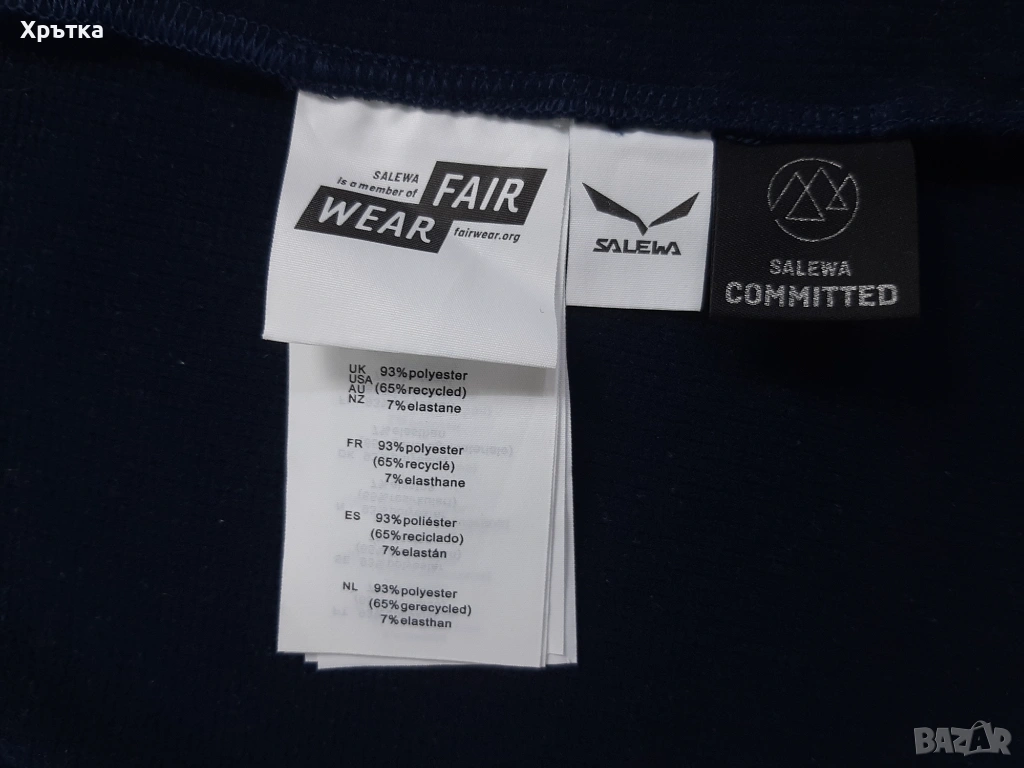 Хрътка
SALEWA
is a member of
FAIR
WEAR
fairwear.org
SALEWA
SALEWA
COMMITTED
UK
USA
AU
NZ
93%polyester
(65%recycled)
7%elastane
FR 93%polyester
(65%recyclé)
7%elasthane
ES 93%poliéster
(65%reciclado)
7%elastán
NL 93%polyester
(65%gerecycled)
7%elasthan
BAZAR